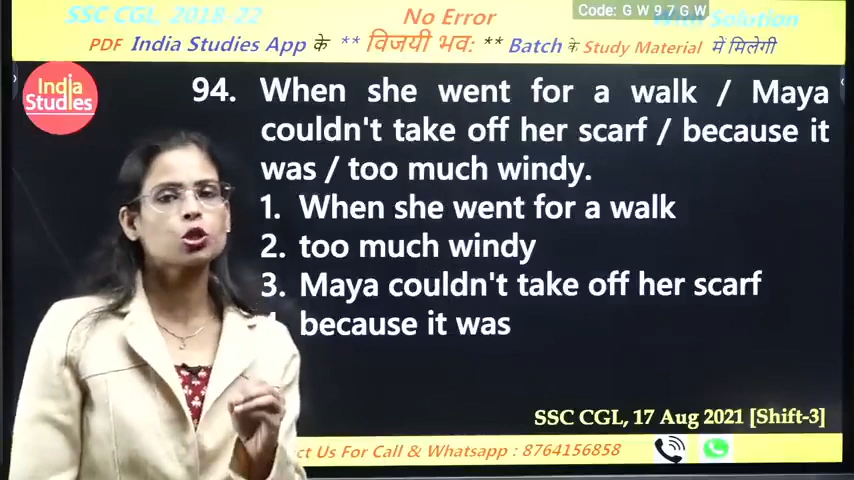 SSC CGL, 2018-22
No Error
Code: G W 9 7 G W
With Solution
PDF India Studies App के ** विजयी भव: ** Batch के Study Material में मिलेगी
India
Studies
94. When she went for a walk / Maya
couldn't take off her scarf / because it
was / too much windy.
1. When she went for a walk
2. too much windy
3. Maya couldn't take off her scarf
4. because it was
SSC CGL, 17 Aug 2021 [Shift-3]
ct Us For Call & Whatsapp : 8764156858